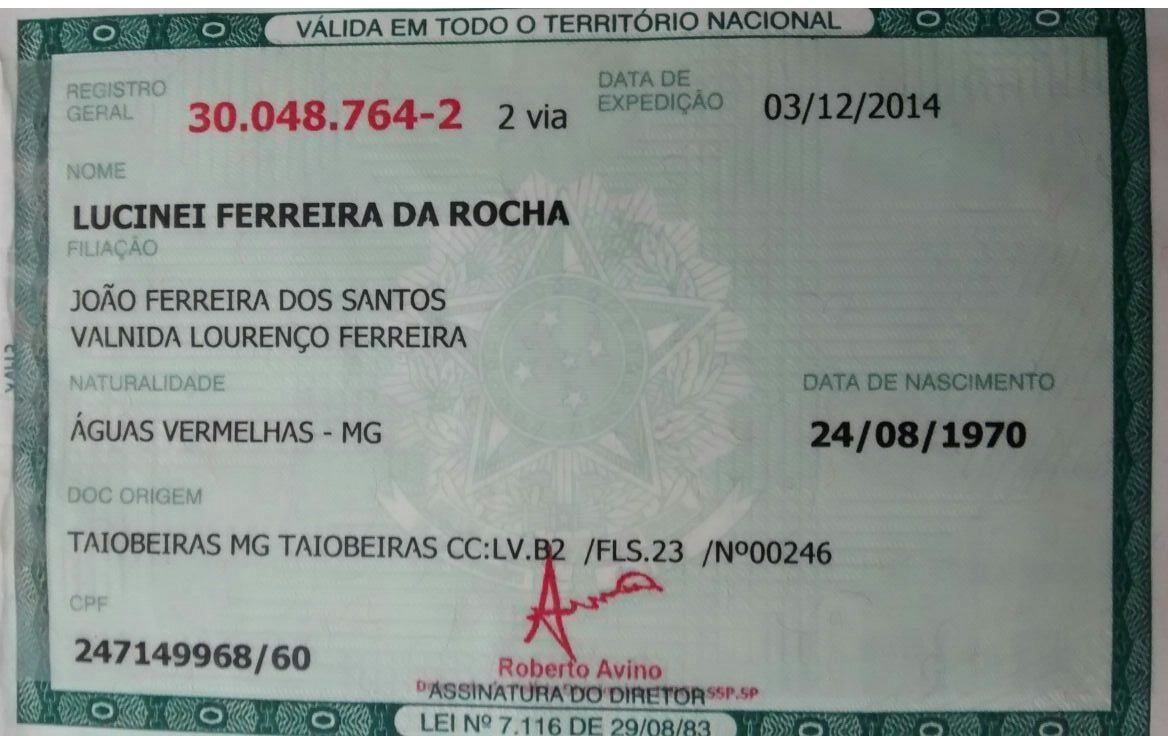 VÁLIDA EM TODO O TERRITÓRIO NACIONAL
REGISTRO GERAL 30.048.764-2 2 via DATA DE EXPEDIÇÃO 03/12/2014
NOME
LUCINEI FERREIRA DA ROCHA
FILIAÇÃO
JOÃO FERREIRA DOS SANTOS
VALNIDA LOURENÇO FERREIRA
NATURALIDADE DATA DE NASCIMENTO
ÁGUAS VERMELHAS - MG 24/08/1970
DOC ORIGEM
TAIOBEIRAS MG TAIOBEIRAS CC:LV.B2 /FLS.23 /Nº00246
CPF
247149968/60
Roberto Avino
ASSINATURA DO DIRETOR SSP.SP
LEI Nº 7.116 DE 29/08/83